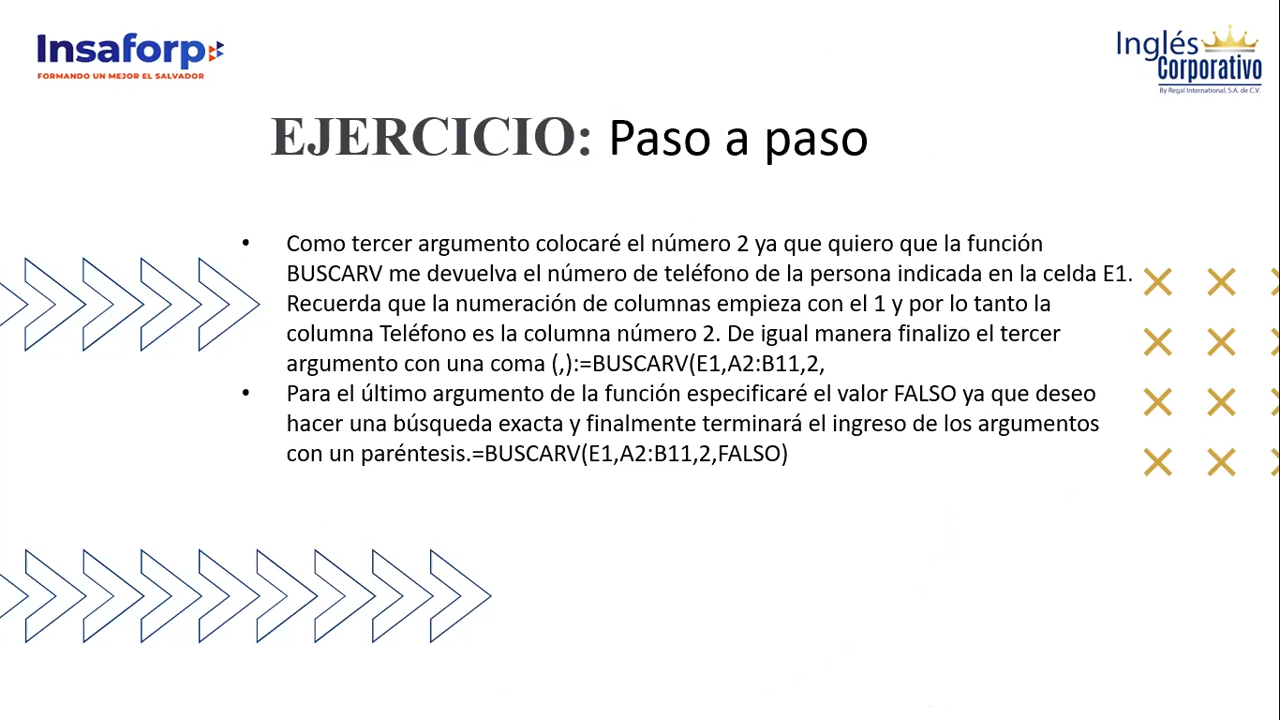 Insaforp
FORMANDO UN MEJOR EL SALVADOR
Inglés
Corporativo
By Regal International, S.A. de C.V.
EJERCICIO: Paso a paso
• Como tercer argumento colocaré el número 2 ya que quiero que la función
BUSCARV me devuelva el número de teléfono de la persona indicada en la celda E1.
Recuerda que la numeración de columnas empieza con el 1 y por lo tanto la
columna Teléfono es la columna número 2. De igual manera finalizo el tercer
argumento con una coma (,):=BUSCARV(E1,A2:B11,2,
• Para el último argumento de la función especificaré el valor FALSO ya que deseo
hacer una búsqueda exacta y finalmente terminará el ingreso de los argumentos
con un paréntesis.=BUSCARV(E1,A2:B11,2,FALSO)